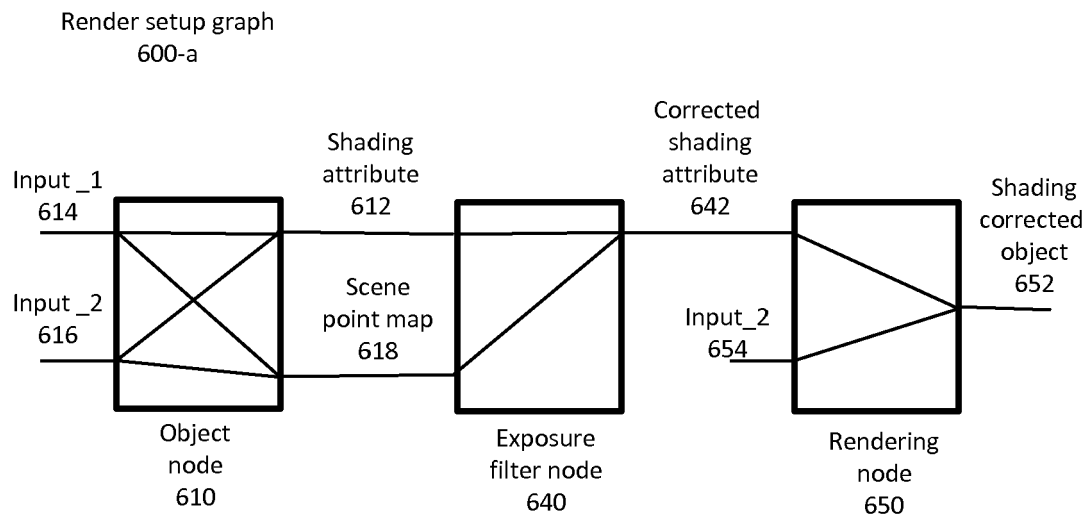 Render setup graph
600-a
Input _1
614
Input _2
616
Shading
attribute
612
Scene
point map
618
Corrected
shading
attribute
642
Input_2
654
Shading
corrected
object
652
Object
node
610
Exposure
filter node
640
Rendering
node
650